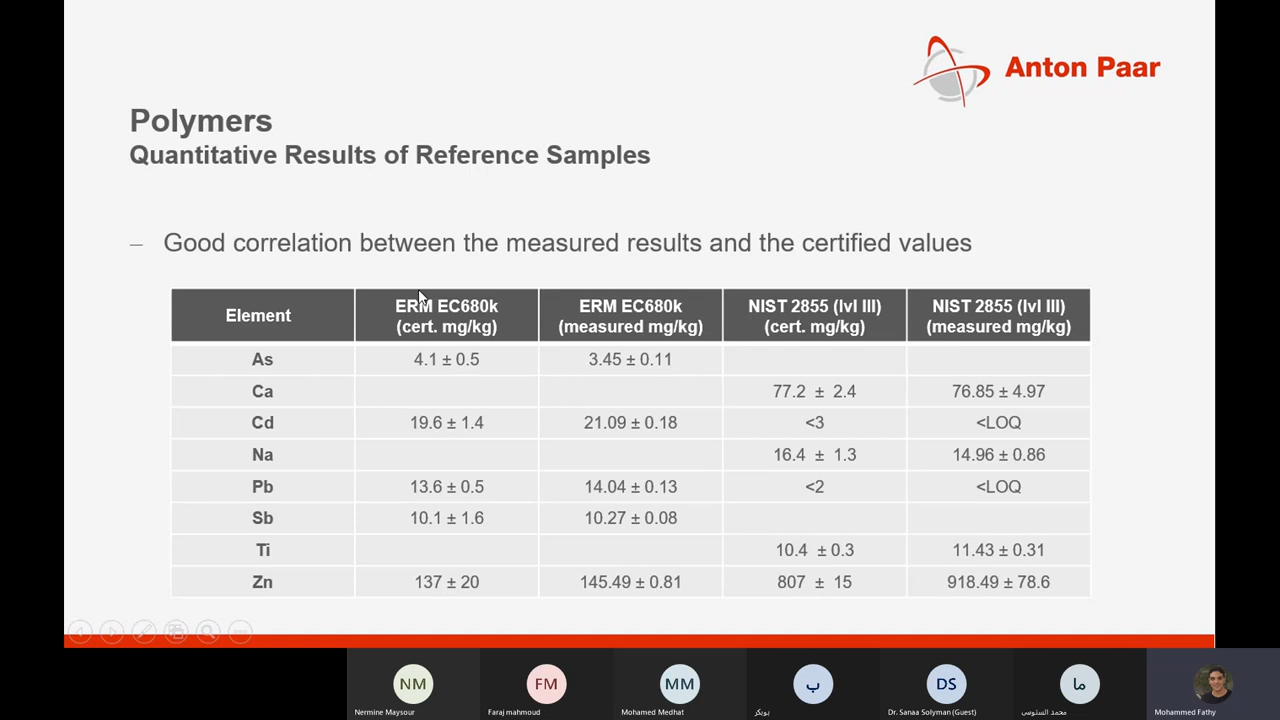 Anton Paar
Polymers
Quantitative Results of Reference Samples
– Good correlation between the measured results and the certified values
Element ERM EC680k (cert. mg/kg) ERM EC680k (measured mg/kg) NIST 2855 (lvl III) (cert. mg/kg) NIST 2855 (lvl III) (measured mg/kg)
As 4.1 ± 0.5 3.45 ± 0.11
Ca 77.2 ± 2.4 76.85 ± 4.97
Cd 19.6 ± 1.4 21.09 ± 0.18 <3 <LOQ
Na 16.4 ± 1.3 14.96 ± 0.86
Pb 13.6 ± 0.5 14.04 ± 0.13 <2 <LOQ
Sb 10.1 ± 1.6 10.27 ± 0.08
Ti 10.4 ± 0.3 11.43 ± 0.31
Zn 137 ± 20 145.49 ± 0.81 807 ± 15 918.49 ± 78.6
NM FM MM ب DS ما
Nermine Maysour Faraj mahmoud Mohamed Medhat بوبكر Dr. Sanaa Solyman (Guest) محمد السنوسى Mohammed Fathy